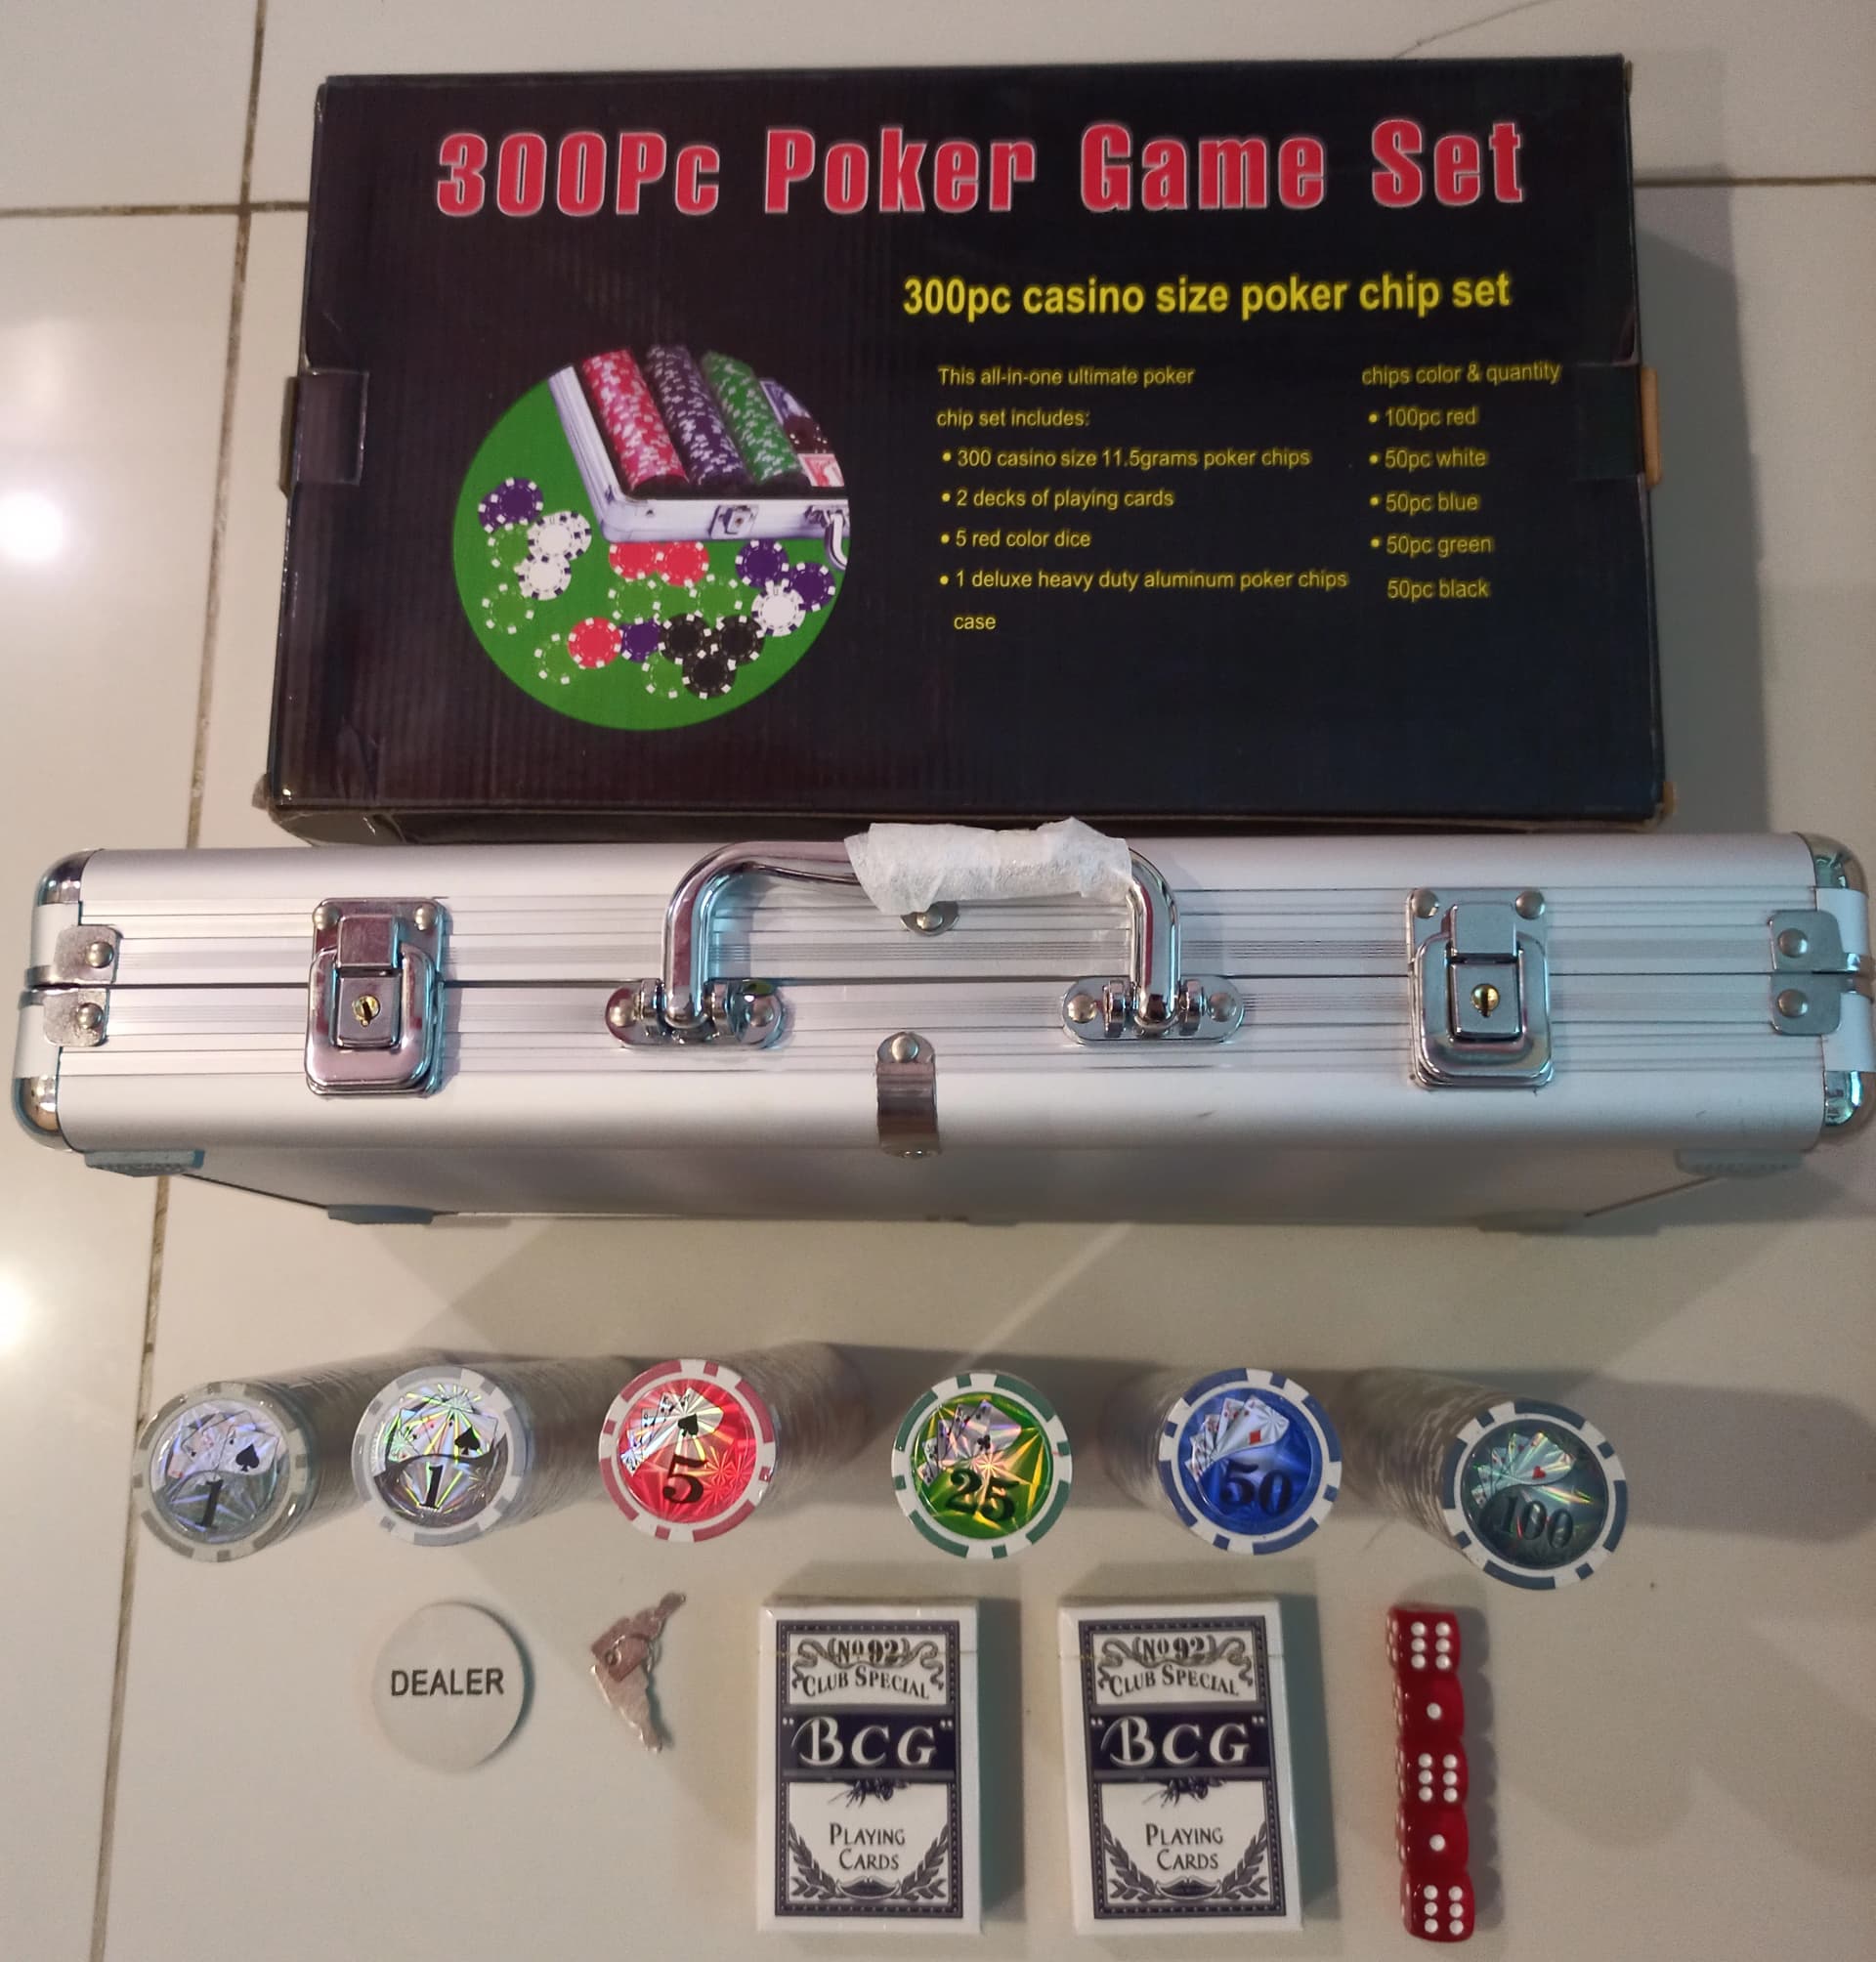 300Pc Poker Game Set
300pc casino size poker chip set
This all-in-one ultimate poker
chip set includes:
• 300 casino size 11.5grams poker chips
• 2 decks of playing cards
• 5 red color dice
• 1 deluxe heavy duty aluminum poker chips
case
chips color & quantity
• 100pc red
• 50pc white
• 50pc blue
• 50pc green
50pc black
1
1
5
25
50
100
DEALER
No 92
CLUB SPECIAL
"BCG"
PLAYING
CARDS
No 92
CLUB SPECIAL
"BCG"
PLAYING
CARDS